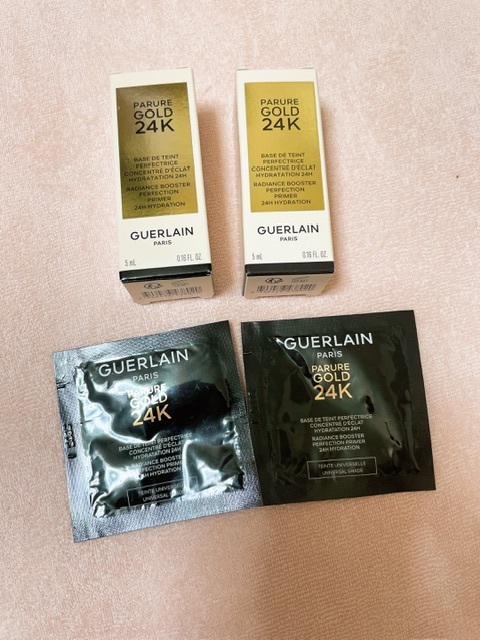 PARURE
GOLD
24K
BASE DE TEINT
PERFECTRICE
CONCENTRÉ D'ÉCLAT
HYDRATATION 24H
RADIANCE BOOSTER
PERFECTION
PRIMER
24H HYDRATION
GUERLAIN
PARIS
5 mL 0.16 FL. OZ.
PARURE
GOLD
24K
BASE DE TEINT
PERFECTRICE
CONCENTRÉ D'ÉCLAT
HYDRATATION 24H
RADIANCE BOOSTER
PERFECTION
PRIMER
24H HYDRATION
GUERLAIN
PARIS
5 mL 0.16 FL. OZ.
GUERLAIN
PARIS
PARURE
GOLD
24K
BASE DE TEINT PERFECTRICE
CONCENTRÉ D'ÉCLAT
HYDRATATION 24H
RADIANCE BOOSTER
PERFECTION PRIMER
24H HYDRATION
TEINTE UNIVERSELLE
UNIVERSAL SHADE
GUERLAIN
PARIS
PARURE
GOLD
24K
BASE DE TEINT PERFECTRICE
CONCENTRÉ D'ÉCLAT
HYDRATATION 24H
RADIANCE BOOSTER
PERFECTION PRIMER
24H HYDRATION
TEINTE UNIVERSELLE
UNIVERSAL SHADE